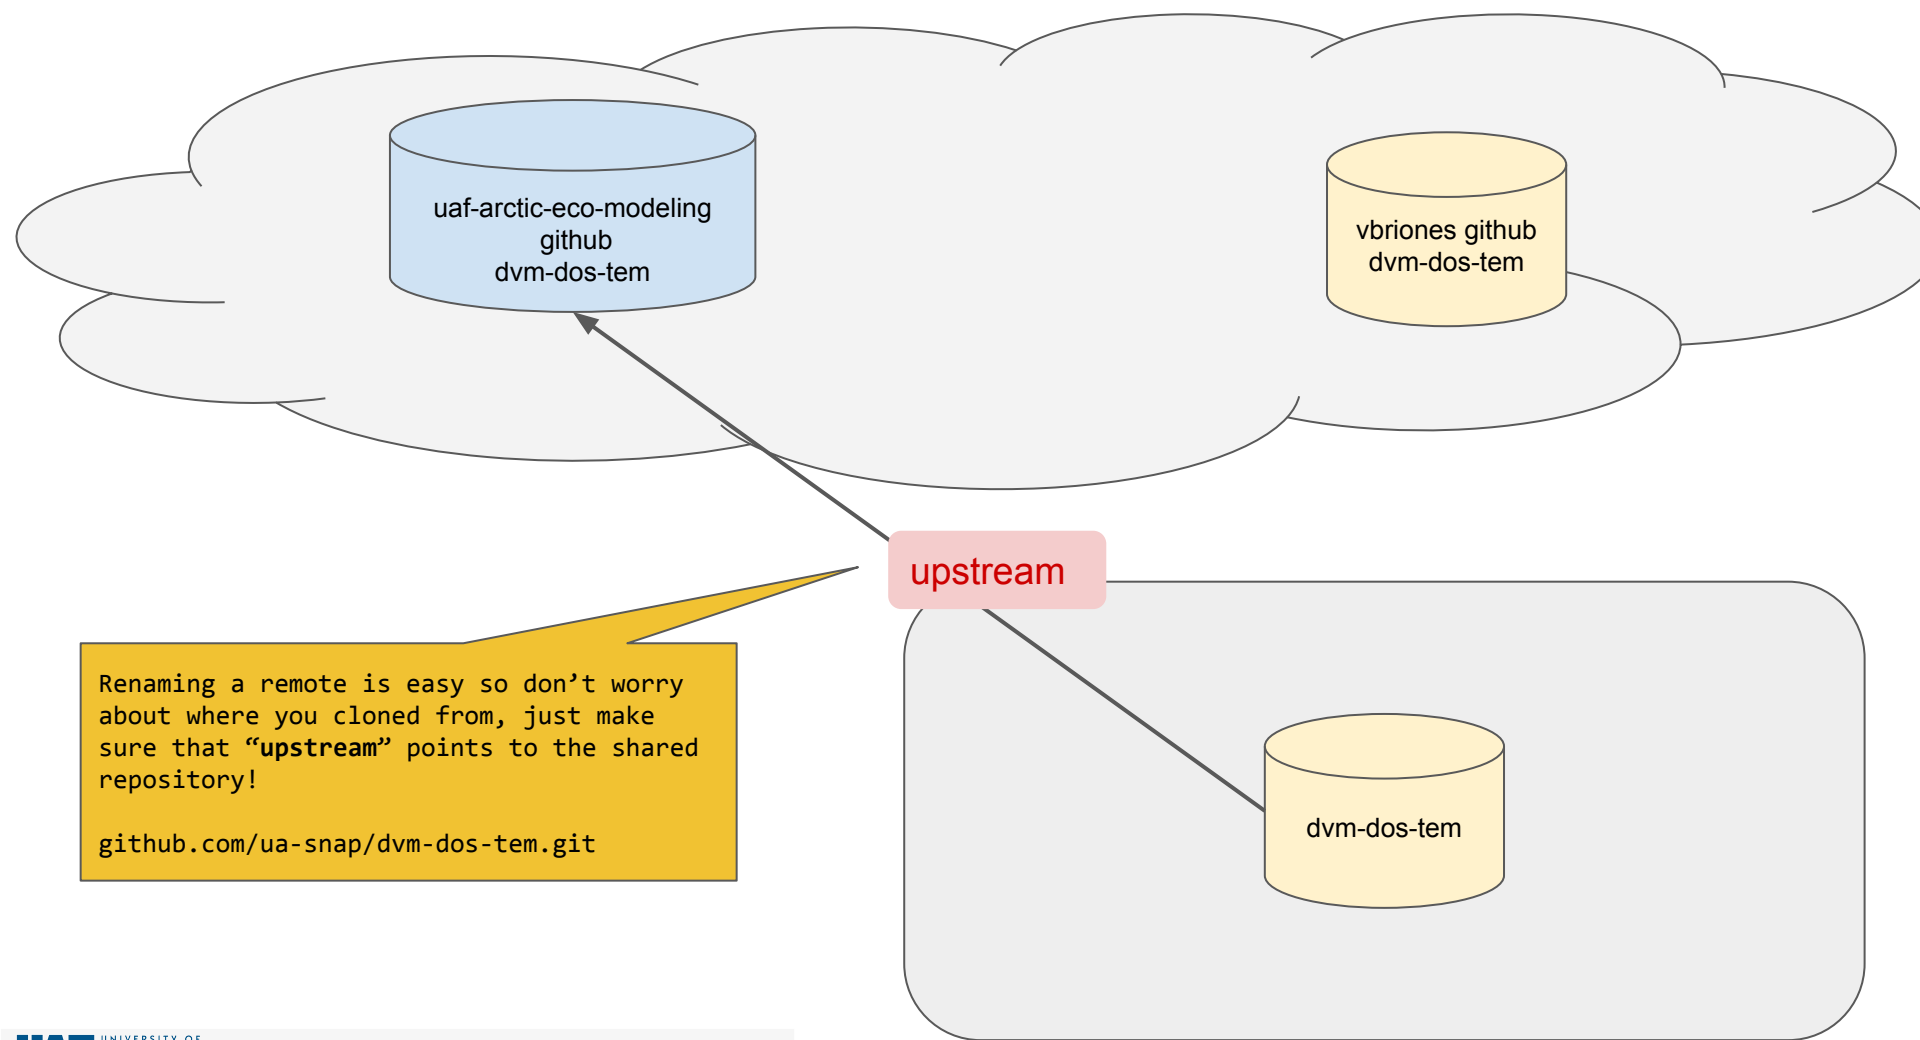 uaf-arctic-eco-modeling
github
dvm-dos-tem
vbriones github
dvm-dos-tem
upstream
Renaming a remote is easy so don’t worry
about where you cloned from, just make
sure that “upstream” points to the shared
repository!
github.com/ua-snap/dvm-dos-tem.git
dvm-dos-tem
UNIVERSITY OF